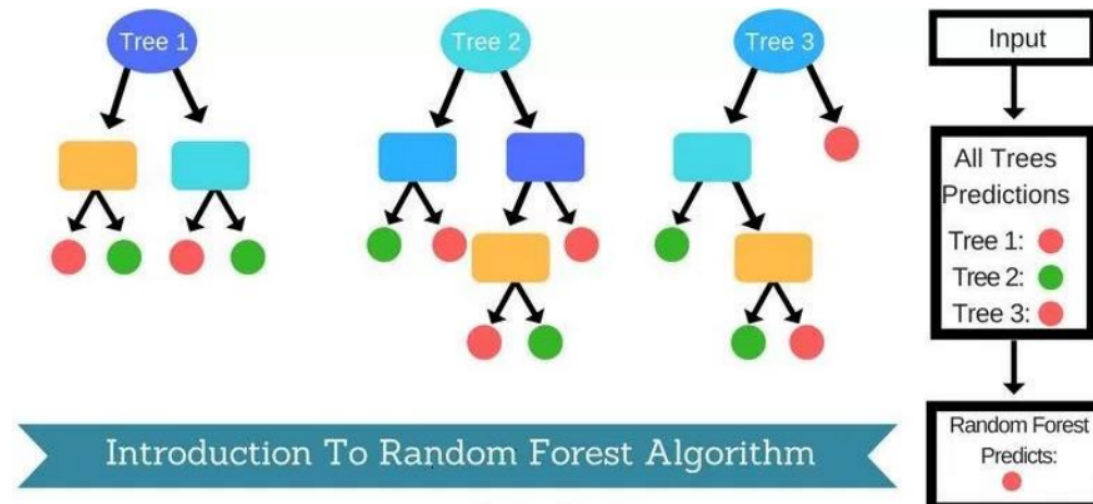 Tree 1
Tree 2
Tree 3
Input
All Trees
Predictions
Tree 1:
Tree 2:
Tree 3:
Random Forest
Predicts:
Introduction To Random Forest Algorithm